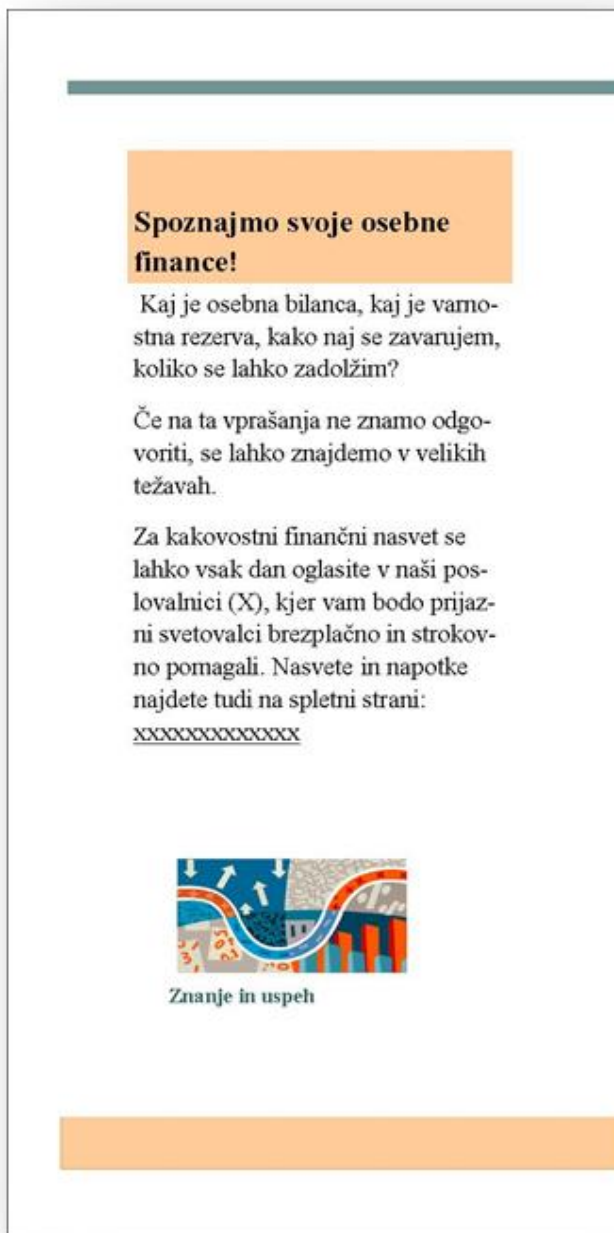 Spoznajmo svoje osebne
finance!
Kaj je osebna bilanca, kaj je varno-
stna rezerva, kako naj se zavarujem,
koliko se lahko zadolžim?
Če na ta vprašanja ne znamo odgo-
voriti, se lahko znajdemo v velikih
težavah.
Za kakovostni finančni nasvet se
lahko vsak dan oglasite v naši pos-
lovalnici (X), kjer vam bodo prijaz-
ni svetovalci brezplačno in strokov-
no pomagali. Nasvete in napotke
najdete tudi na spletni strani:
xxxxxxxxxxxxx
Znanje in uspeh